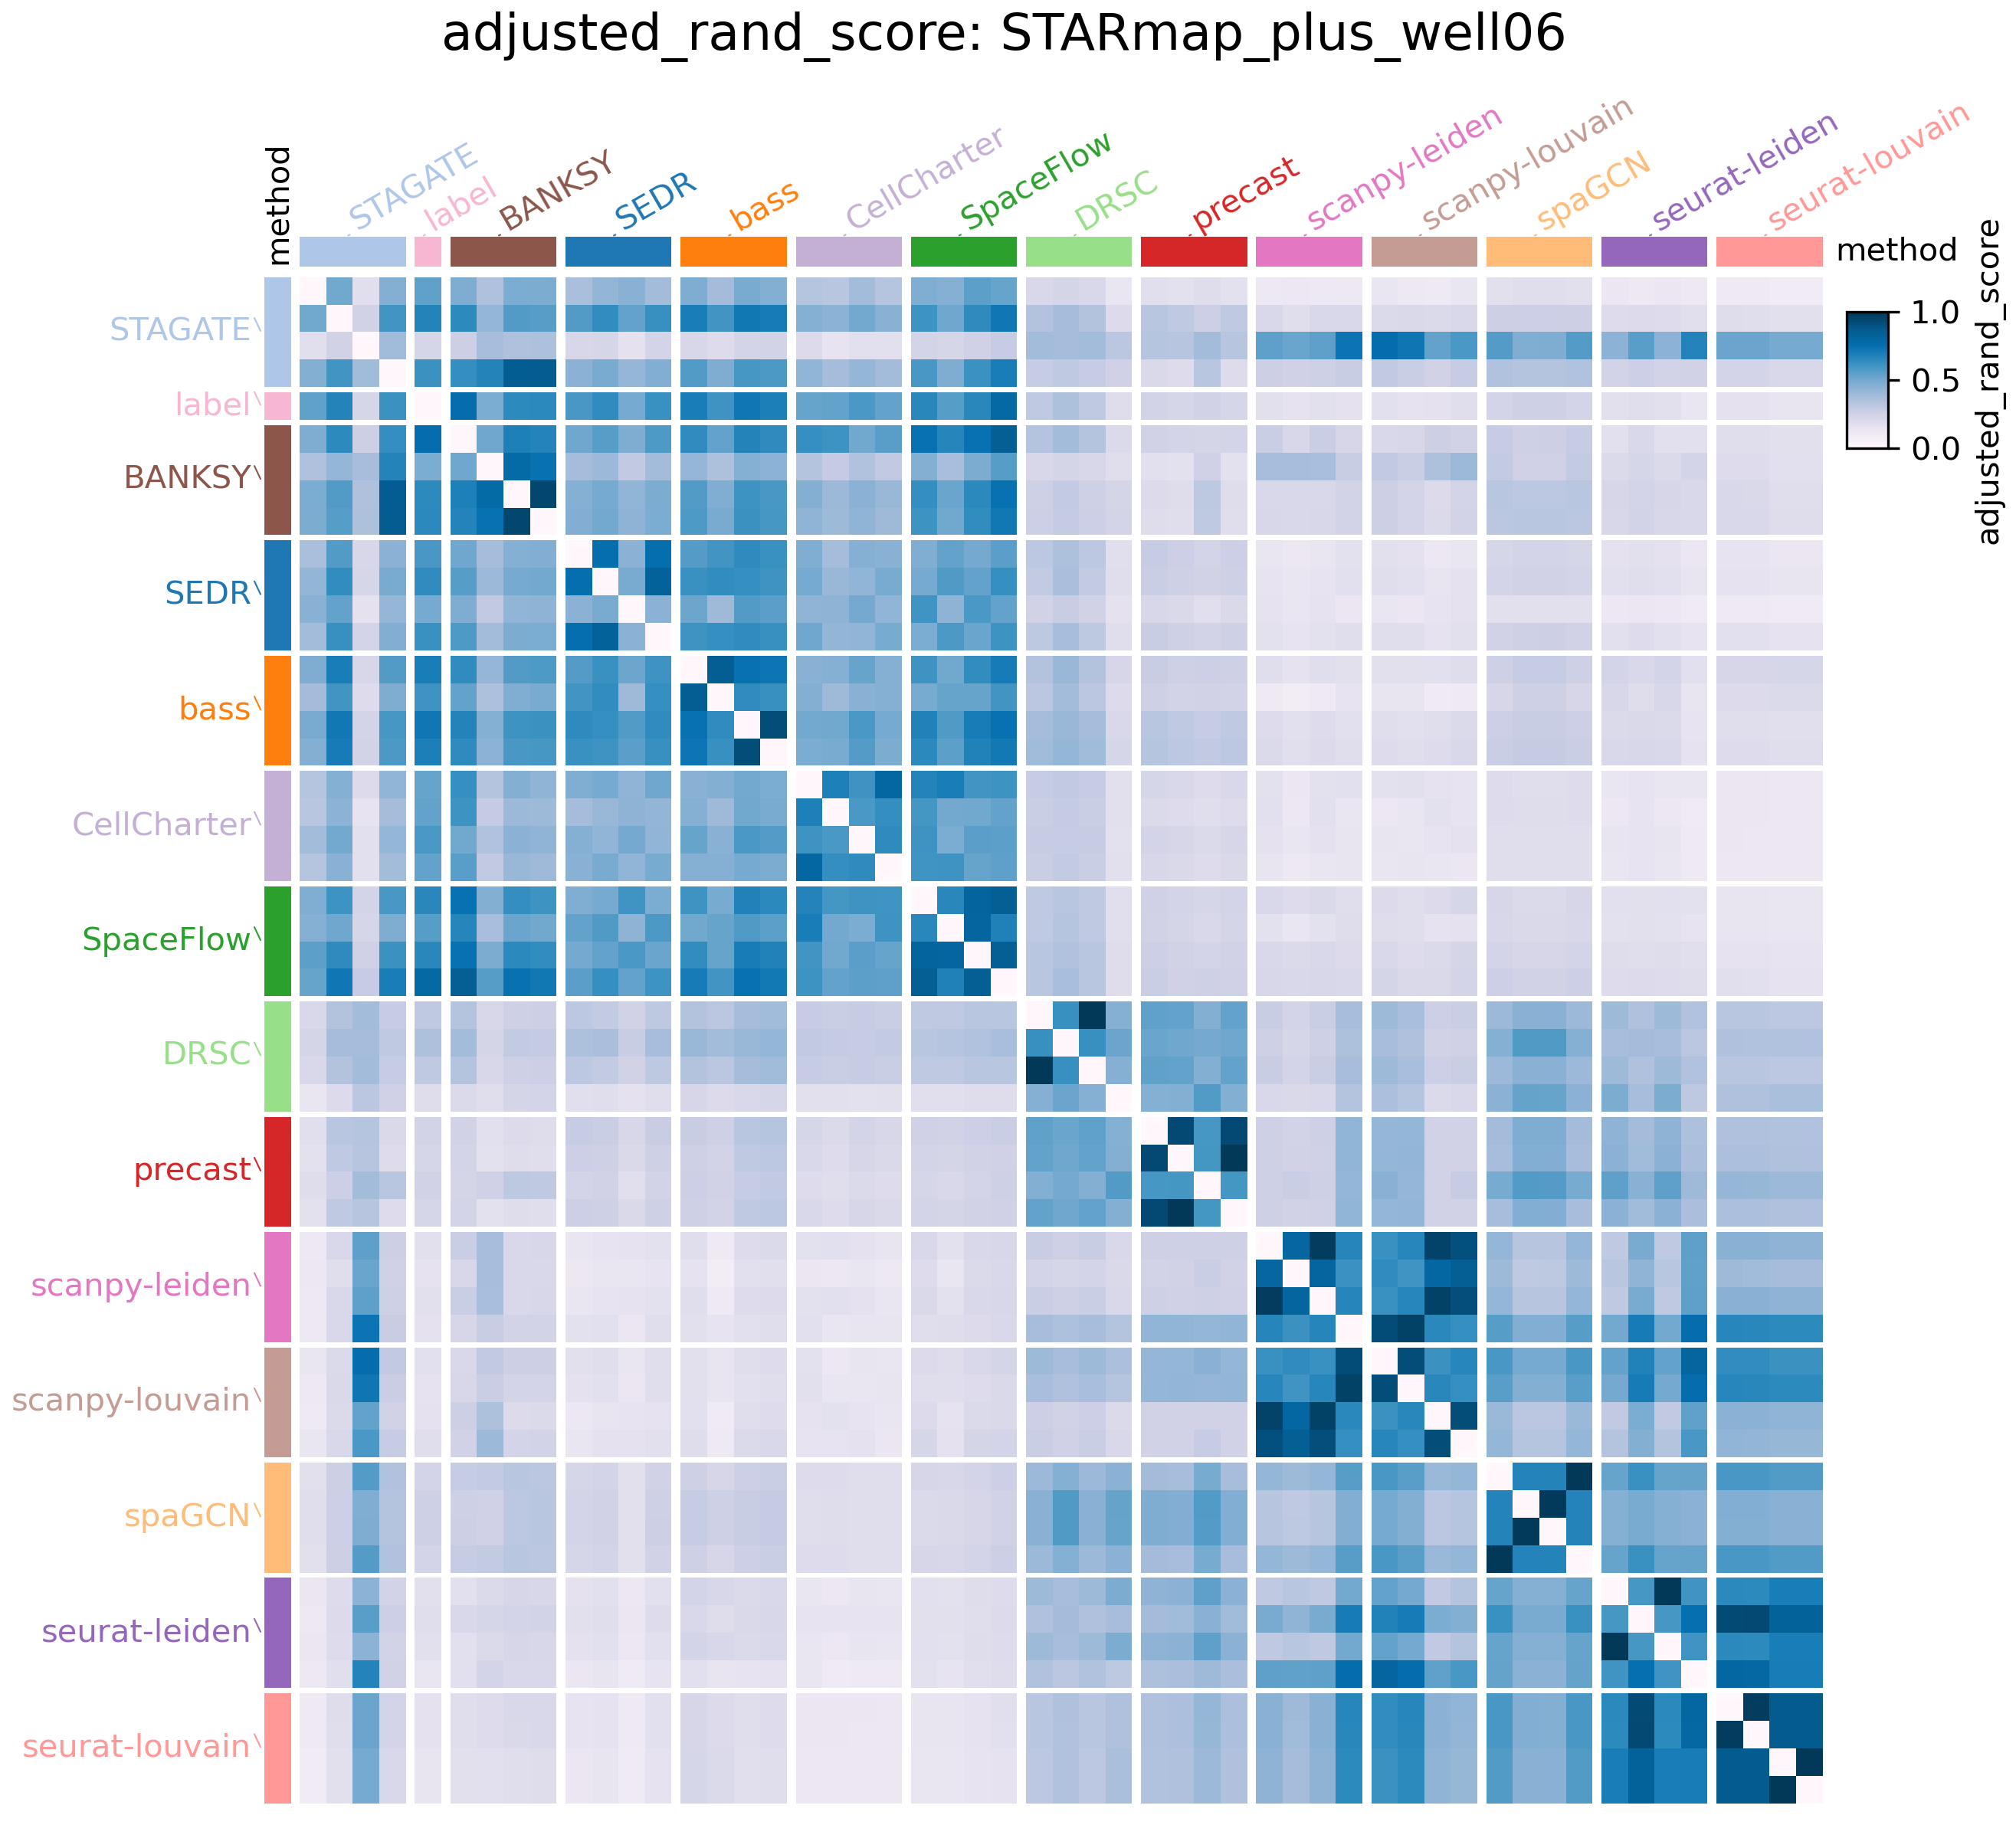 adjusted_rand_score: STARmap_plus_well06
method
STAGATE
label
BANKSY
SEDR
bass
CellCharter
SpaceFlow
DRSC
precast
scanpy-leiden
scanpy-louvain
spaGCN
seurat-leiden
seurat-louvain
method
adjusted_rand_score
1.0
0.5
0.0
STAGATE
label
BANKSY
SEDR
bass
CellCharter
SpaceFlow
DRSC
precast
scanpy-leiden
scanpy-louvain
spaGCN
seurat-leiden
seurat-louvain